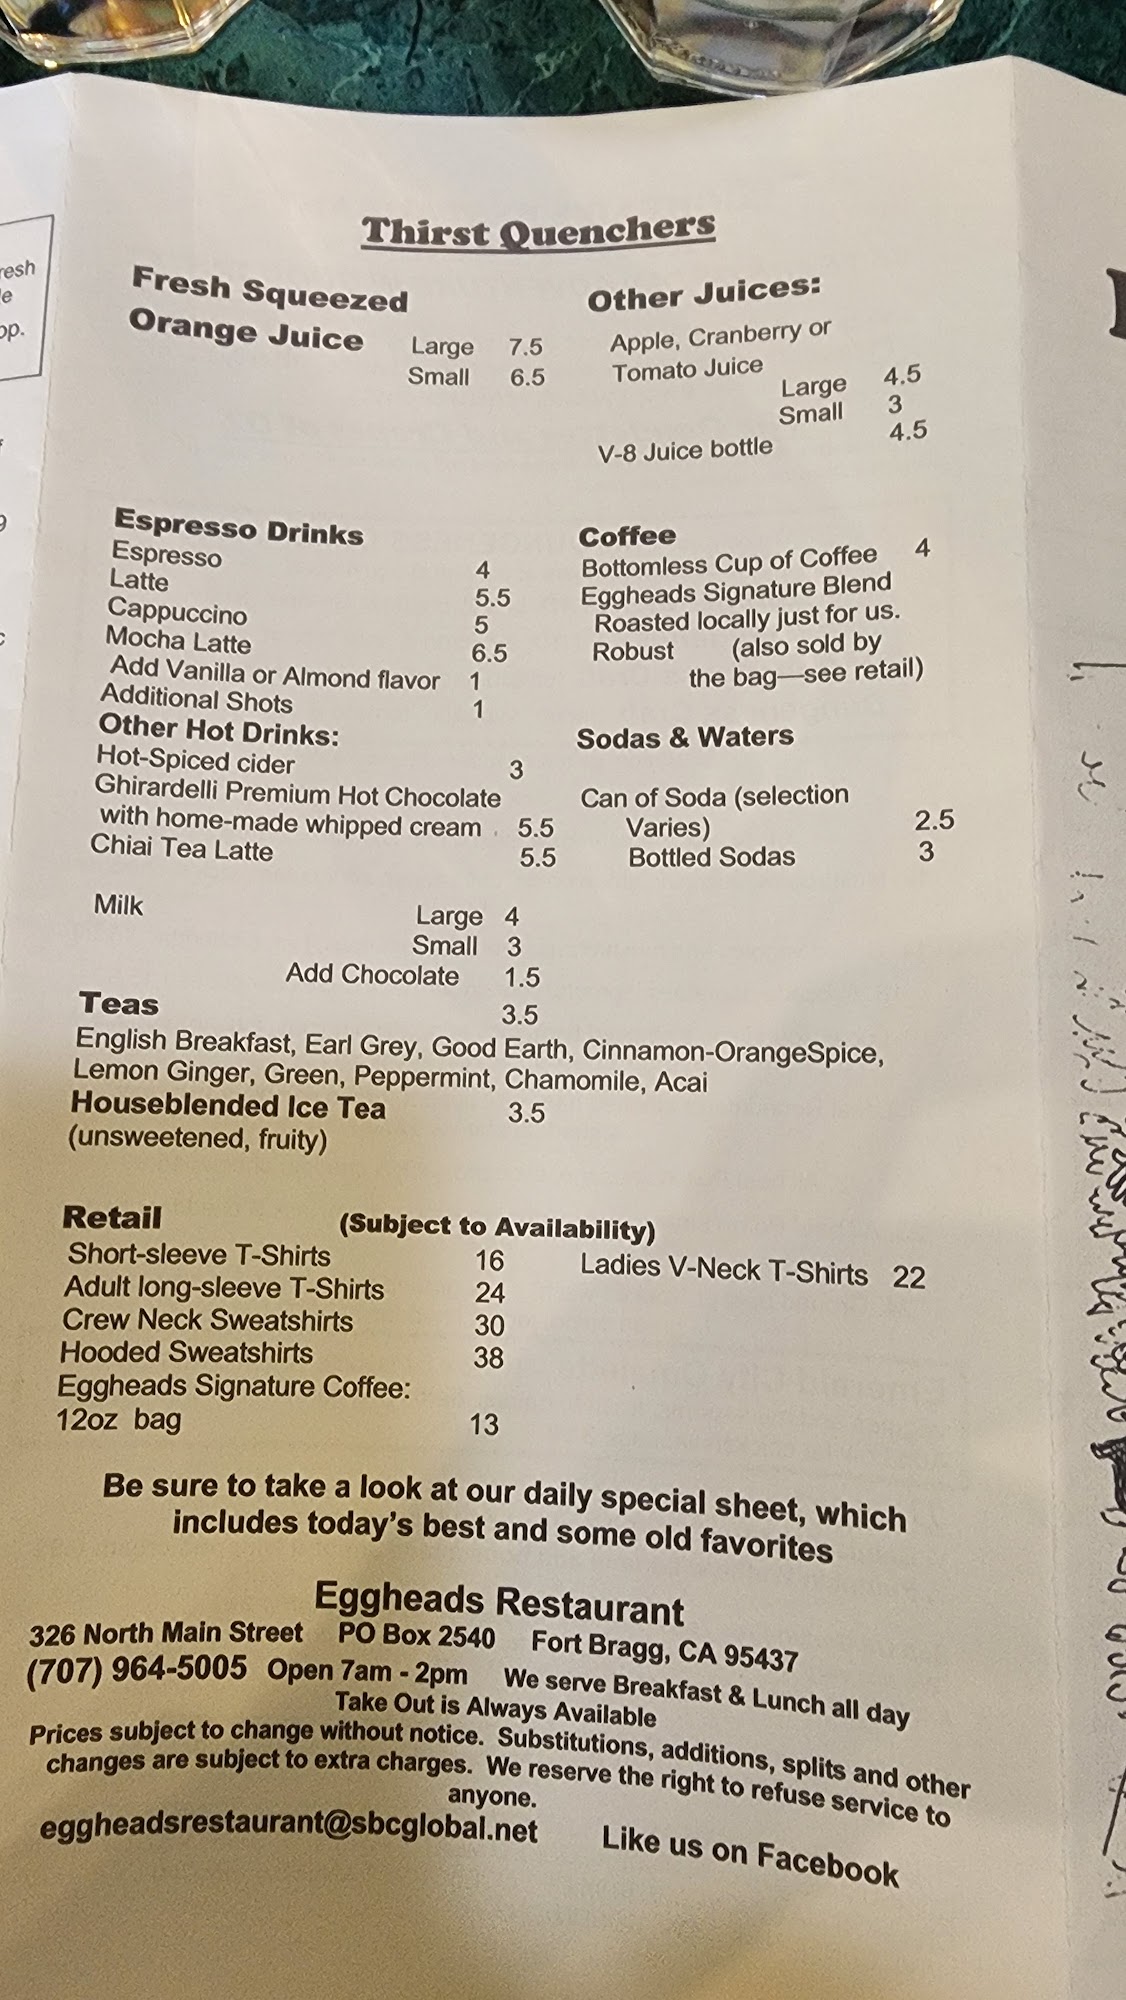 Thirst Quenchers
Fresh Squeezed
Orange Juice
Large 7.5
Small 6.5
Other Juices:
Apple, Cranberry or
Tomato Juice
Large 4.5
Small 3
V-8 Juice bottle 4.5
Espresso Drinks
Espresso 4
Latte 5.5
Cappuccino 5
Mocha Latte 6.5
Add Vanilla or Almond flavor 1
Additional Shots 1
Other Hot Drinks:
Hot-Spiced cider 3
Ghirardelli Premium Hot Chocolate
with home-made whipped cream 5.5
Chiai Tea Latte 5.5
Coffee
Bottomless Cup of Coffee 4
Eggheads Signature Blend
Roasted locally just for us.
Robust (also sold by
the bag—see retail)
Sodas & Waters
Can of Soda (selection
Varies) 2.5
Bottled Sodas 3
Milk Large 4
Small 3
Add Chocolate 1.5
Teas 3.5
English Breakfast, Earl Grey, Good Earth, Cinnamon-OrangeSpice,
Lemon Ginger, Green, Peppermint, Chamomile, Acai
Houseblended Ice Tea 3.5
(unsweetened, fruity)
Retail (Subject to Availability)
Short-sleeve T-Shirts 16 Ladies V-Neck T-Shirts 22
Adult long-sleeve T-Shirts 24
Crew Neck Sweatshirts 30
Hooded Sweatshirts 38
Eggheads Signature Coffee:
12oz bag 13
Be sure to take a look at our daily special sheet, which
includes today's best and some old favorites
Eggheads Restaurant
326 North Main Street PO Box 2540 Fort Bragg, CA 95437
(707) 964-5005 Open 7am - 2pm We serve Breakfast & Lunch all day
Take Out is Always Available
Prices subject to change without notice. Substitutions, additions, splits and other
changes are subject to extra charges. We reserve the right to refuse service to
anyone.
eggheadsrestaurant@sbcglobal.net Like us on Facebook